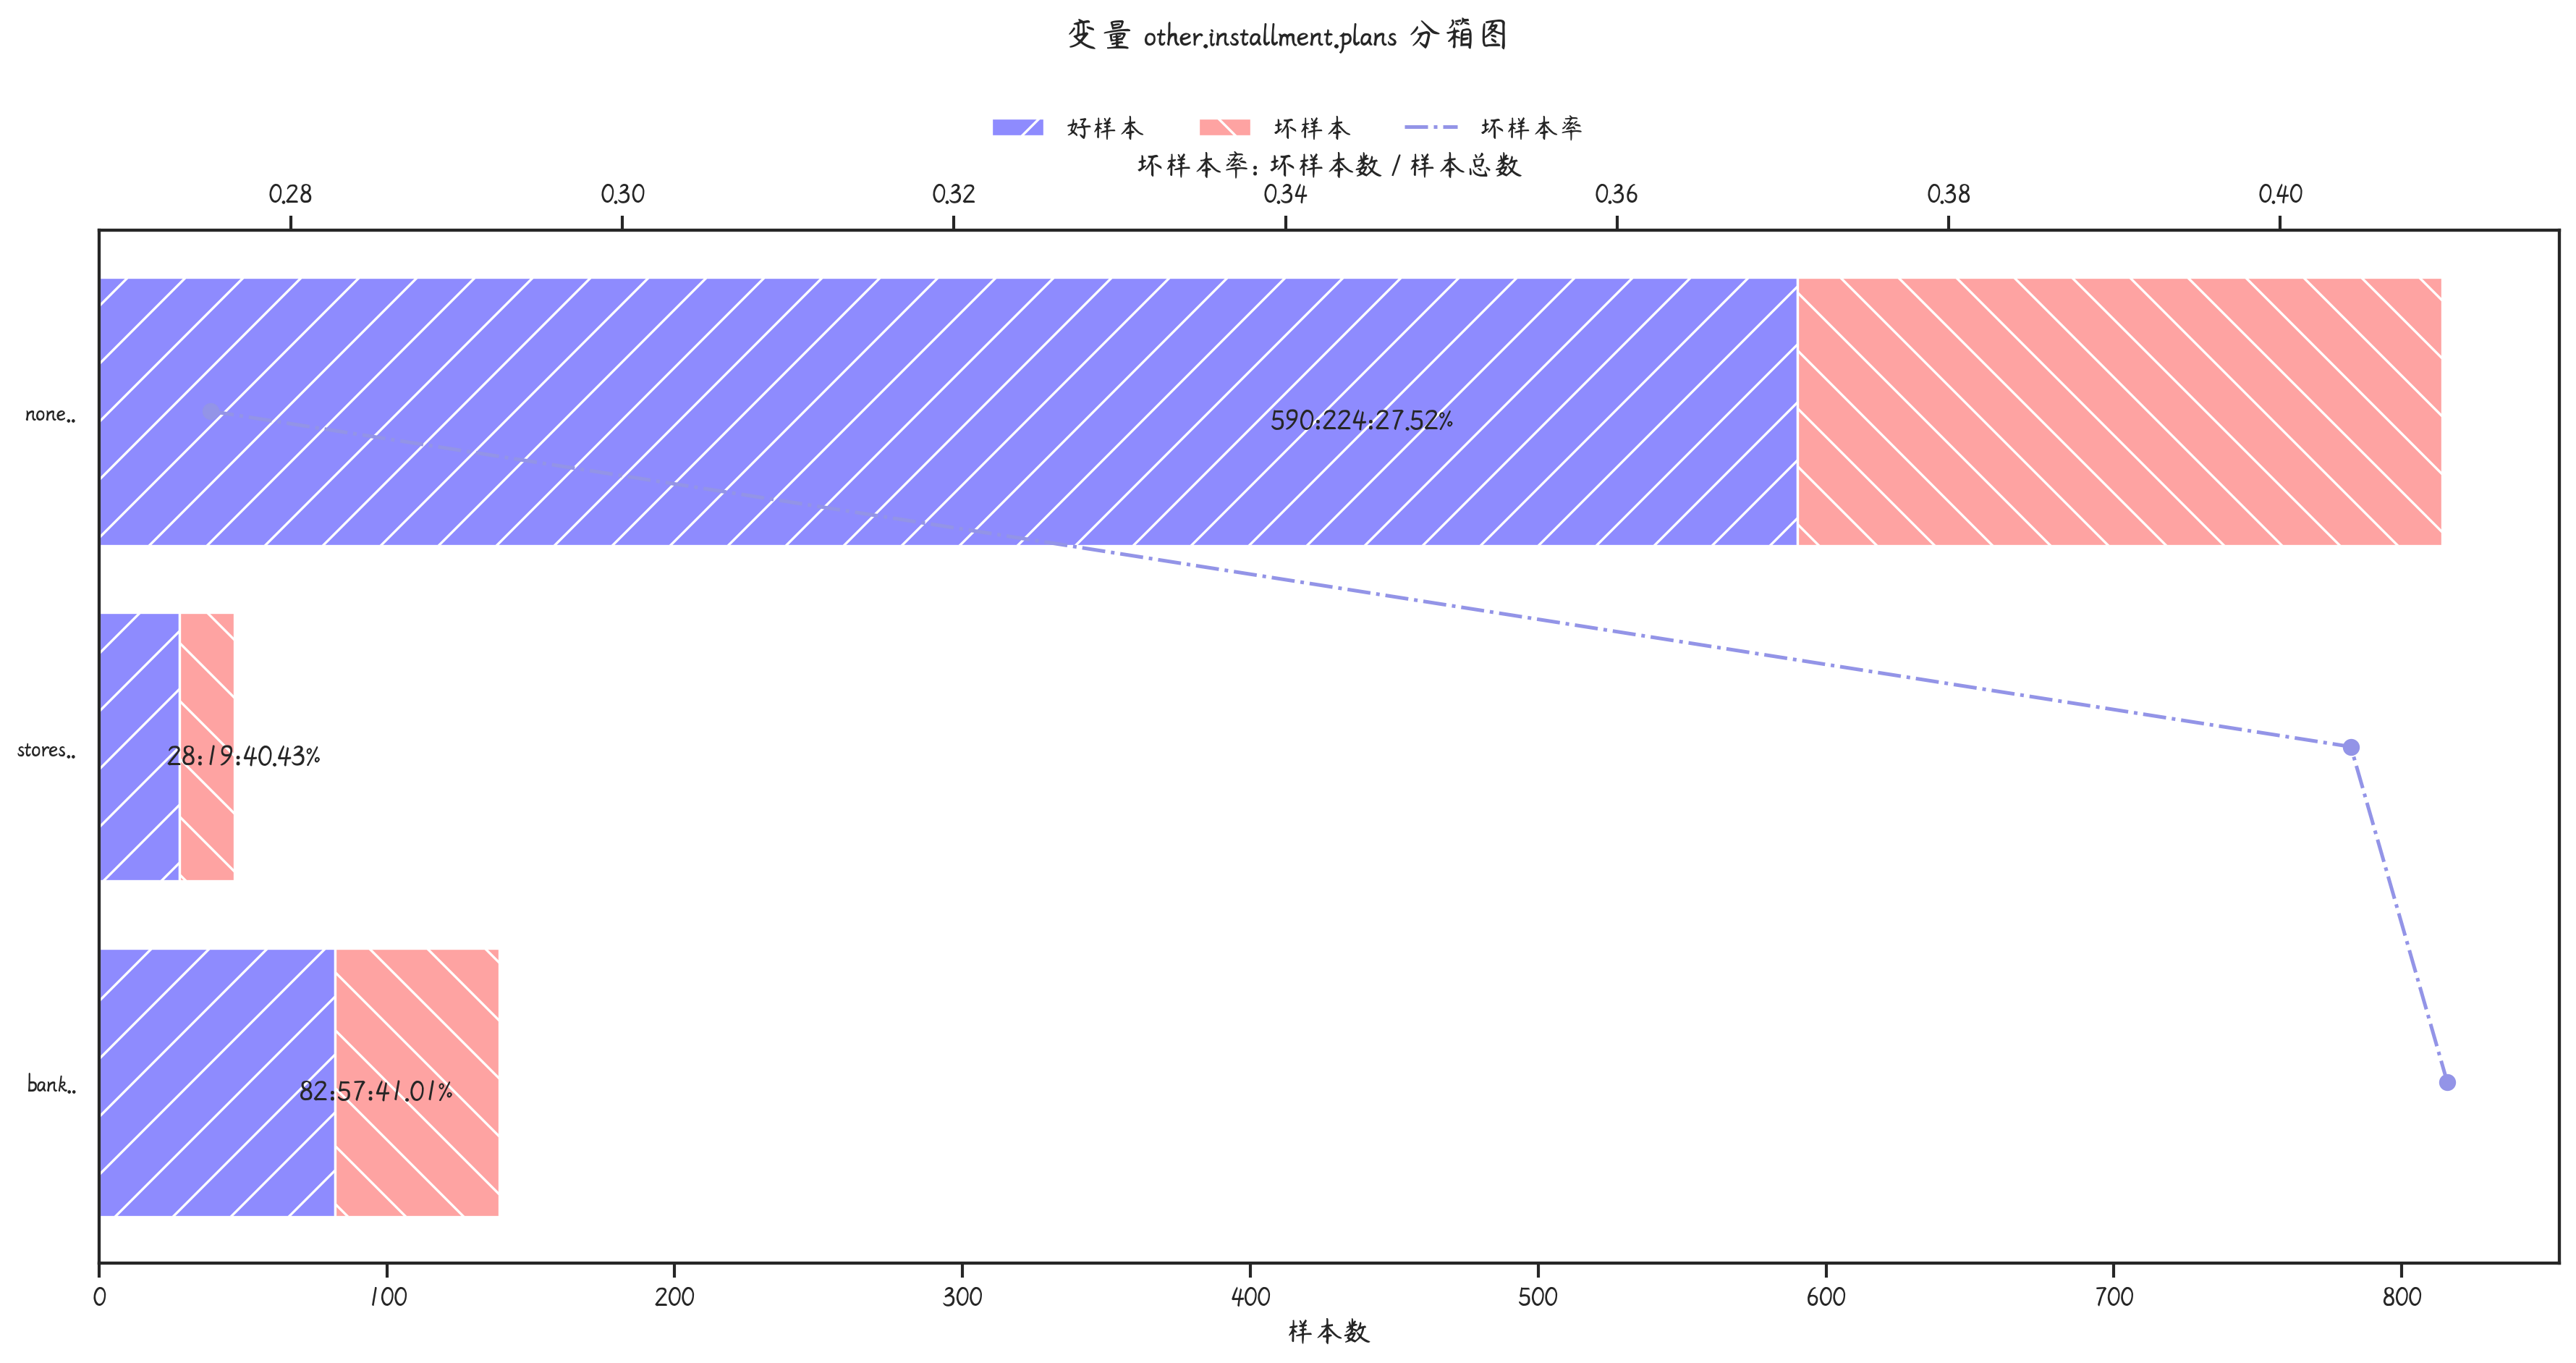 变量 other.installment.plans 分箱图
好样本 坏样本 坏样本率
坏样本率: 坏样本数 / 样本总数
0.28 0.30 0.32 0.34 0.36 0.38 0.40
none.. 590:224:27.52%
stores.. 28:19:40.43%
bank.. 82:57:41.01%
0 100 200 300 400 500 600 700 800
样本数